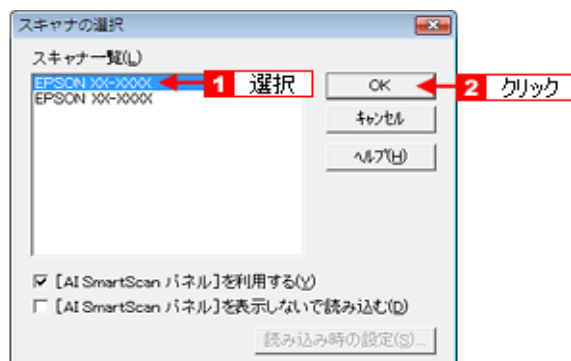 スキャナの選択
スキャナ一覧(L)
EPSON XX-XXXX
EPSON XX-XXXX
1 選択
OK
2 クリック
キャンセル
ヘルプ(H)
[AI SmartScan パネル]を利用する(Y)
[AI SmartScan パネル]を表示しないで読み込む(D)
読み込み時の設定(S)...